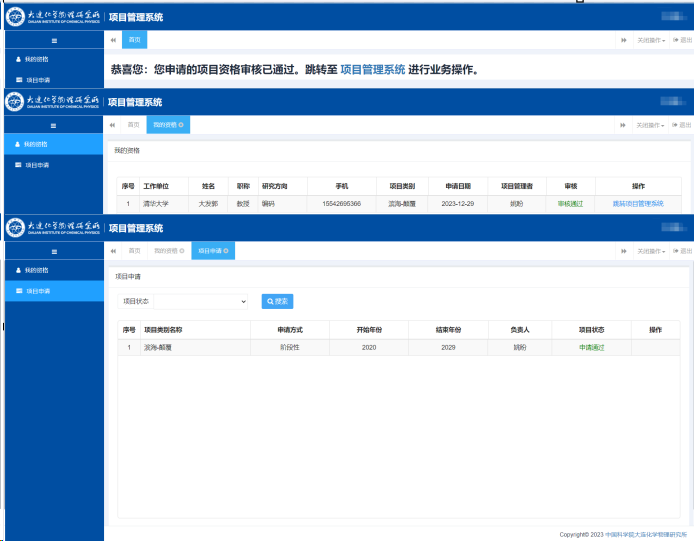 大连化学物理研究所 项目管理系统
DALIAN INSTITUTE OF CHEMICAL PHYSICS
首页 关闭操作 退出
我的资格
项目申请
恭喜您：您申请的项目资格审核已通过。跳转至 项目管理系统 进行业务操作。
大连化学物理研究所 项目管理系统
DALIAN INSTITUTE OF CHEMICAL PHYSICS
首页 我的资格 关闭操作 退出
我的资格
项目申请
我的资格
序号 工作单位 姓名 职称 研究方向 手机 项目类别 申请日期 项目管理者 审核 操作
1 清华大学 大发郭 教授 编码 15542695366 滨海-颠覆 2023-12-29 姚盼 审核通过 跳转项目管理系统
大连化学物理研究所 项目管理系统
DALIAN INSTITUTE OF CHEMICAL PHYSICS
首页 我的资格 项目申请 关闭操作 退出
我的资格
项目申请
项目申请
项目状态 搜索
序号 项目类别名称 申请方式 开始年份 结束年份 负责人 项目状态 操作
1 滨海-颠覆 阶段性 2020 2029 姚盼 申请通过
Copyright© 2023 中国科学院大连化学物理研究所